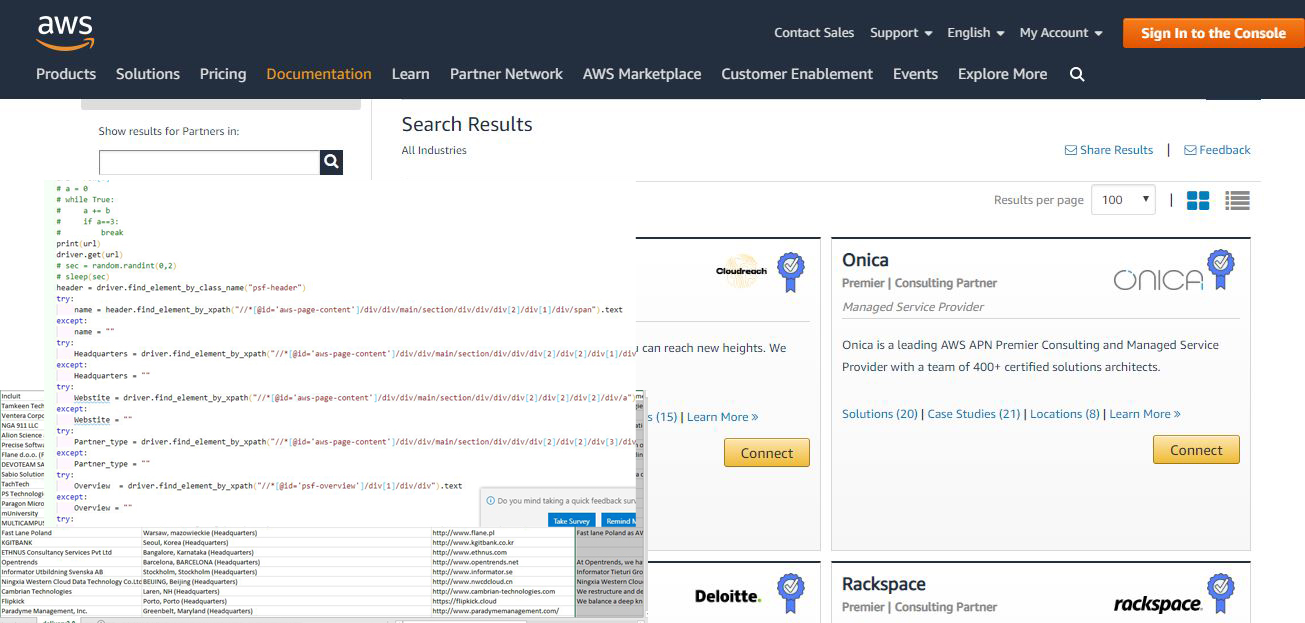 aws
Contact Sales Support English My Account Sign In to the Console
Products Solutions Pricing Documentation Learn Partner Network AWS Marketplace Customer Enablement Events Explore More
Show results for Partners in:
Search Results
All Industries
Share Results | Feedback
Results per page 100 |
# a = 0
# while True:
# a += b
# if a==3:
# break
print(url)
driver.get(url)
# sec = random.randint(0,2)
# sleep(sec)
header = driver.find_element_by_class_name("psf-header")
try:
name = header.find_element_by_xpath("//*[@id='aws-page-content']/div/div/main/section/div/div/div[2]/div[1]/div/span").text
except:
name = ""
try:
Headquarters = driver.find_element_by_xpath("//*[@id='aws-page-content']/div/div/main/section/div/div/div[2]/div[2]/div[1]/div
except:
Headquarters = ""
try:
Webstite = driver.find_element_by_xpath("//*[@id='aws-page-content']/div/div/main/section/div/div/div[2]/div[2]/div[2]/div/a"
except:
Webstite = ""
try:
Partner_type = driver.find_element_by_xpath("//*[@id='aws-page-content']/div/div/main/section/div/div/div[2]/div[2]/div[3]/div
except:
Partner_type = ""
try:
Overview = driver.find_element_by_xpath("//*[@id='psf-overview']/div[1]/div/div").text
except:
Overview = ""
try:
Do you mind taking a quick feedback surv
Take Survey Remind M
Cloudreach
can reach new heights. We
s (15) | Learn More »
Connect
Onica
Premier | Consulting Partner
Managed Service Provider
ONICA
Onica is a leading AWS APN Premier Consulting and Managed Service
Provider with a team of 400+ certified solutions architects.
Solutions (20) | Case Studies (21) | Locations (8) | Learn More »
Connect
Deloitte.
Rackspace
Premier | Consulting Partner
rackspace.
Incluit
Tamkeen Tech
Ventera Corpo
NGA 911 LLC
Alion Science
Precise Softwa
Flane d.o.o. (F
DEVOTEAM SA
Sabio Solution
TachTech
PS Technologi
Paragon Micro
mUniversity
MULTICAMPUS
Fast Lane Poland Warsaw, mazowieckie (Headquarters) http://www.flane.pl Fast lane Poland as AW
KGITBANK Seoul, Korea (Headquarters) http://www.kgitbank.co.kr
ETHNUS Consultancy Services Pvt Ltd Bangalore, Karnataka (Headquarters) http://www.ethnus.com
Opentrends Barcelona, BARCELONA (Headquarters) http://www.opentrends.net At Opentrends, we ha
Informator Utbildning Svenska AB Stockholm, Stockholm (Headquarters) http://www.informator.se Informator Tieturi Gro
Ningxia Western Cloud Data Technology Co.Ltd BEIJING, Beijing (Headquarters) http://www.nwcdcloud.cn Ningxia Western Clou
Cambrian Technologies Laren, NH (Headquarters) http://www.cambrian-technologies.com We restructure and de
Flipkick Porto, Porto (Headquarters) https://flipkick.cloud We balance a deep kn
Paradyme Management, Inc. Greenbelt, Maryland (Headquarters) http://www.paradymemanagement.com/